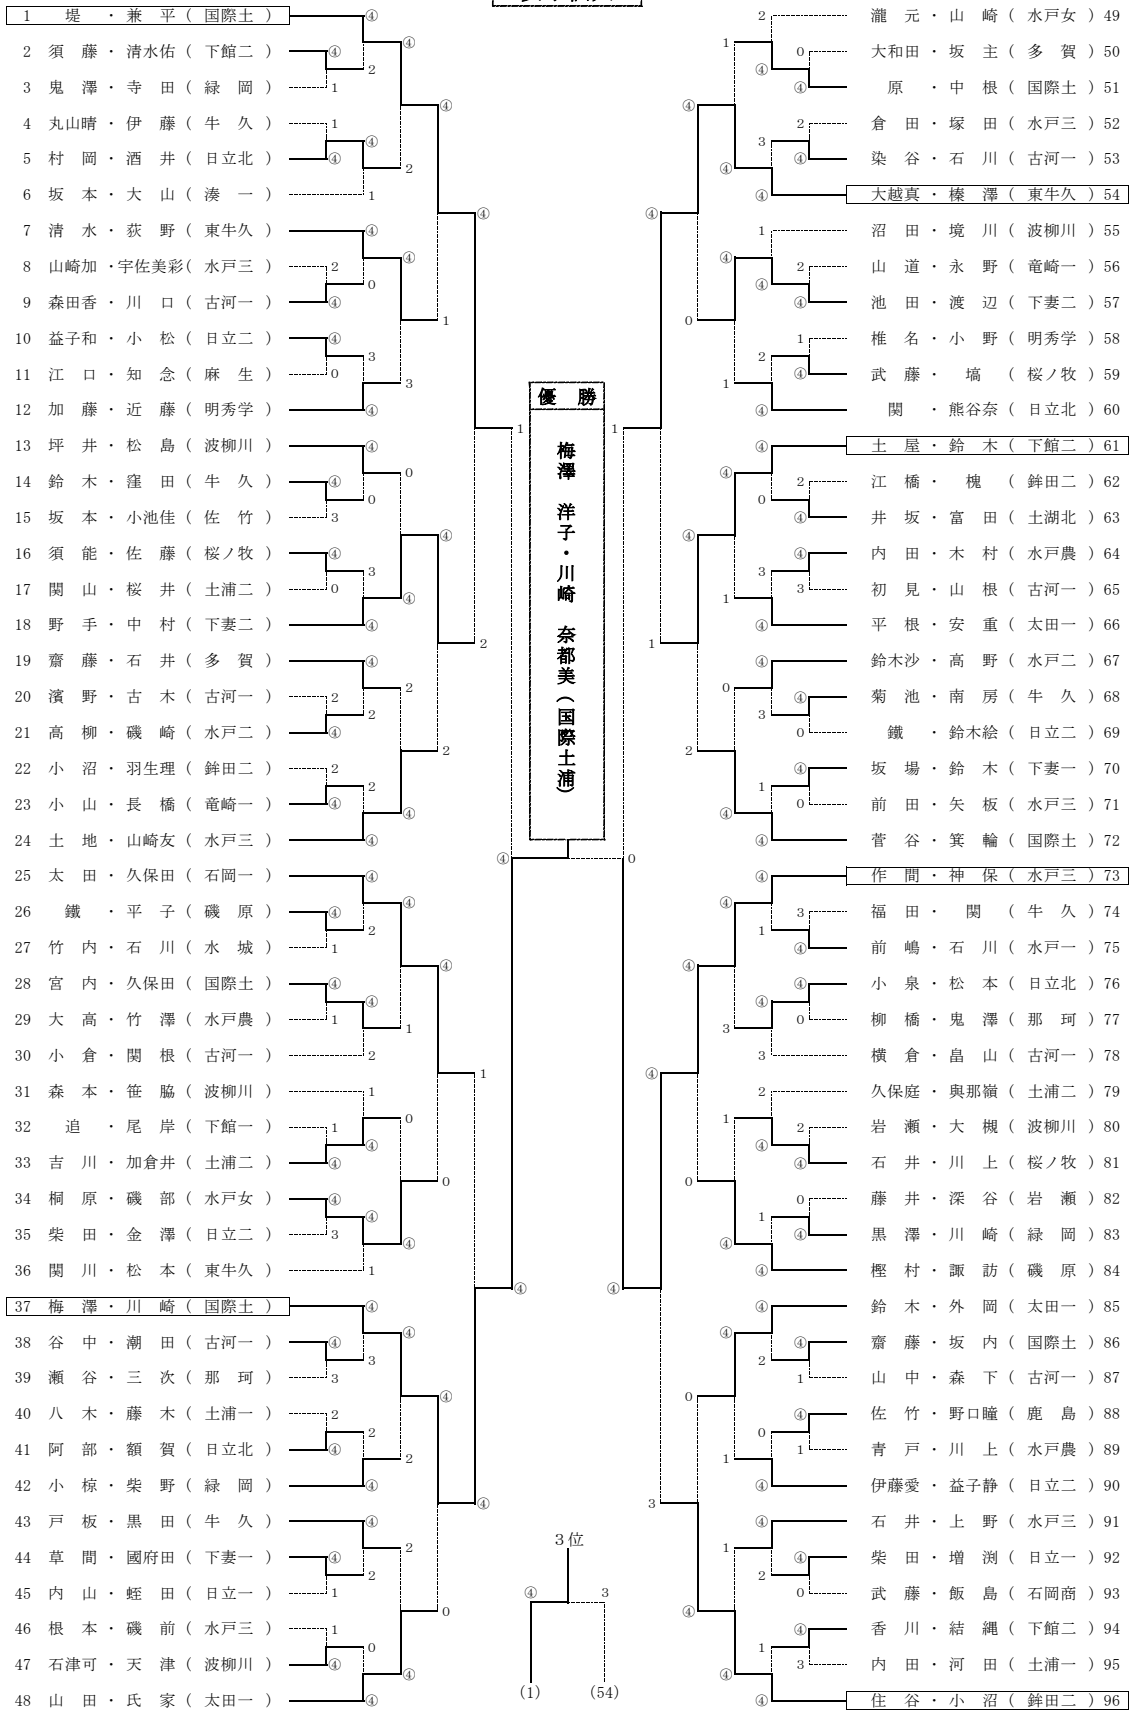 1 堤・兼平(国際土)
2 須藤・清水佑(下館二)
3 鬼澤・寺田(緑岡)
4 丸山晴・伊藤(牛久)
5 村岡・酒井(日立北)
6 坂本・大山(湊一)
7 清水・荻野(東牛久)
8 山崎加・宇佐美彩(水戸三)
9 森田香・川口(古河一)
10 益子和・小松(日立二)
11 江口・知念(麻生)
12 加藤・近藤(明秀学)
13 坪井・松島(波柳川)
14 鈴木・窪田(牛久)
15 坂本・小池佳(佐竹)
16 須能・佐藤(桜ノ牧)
17 関山・桜井(土浦二)
18 野手・中村(下妻二)
19 齋藤・石井(多賀)
20 濱野・古木(古河一)
21 高柳・磯崎(水戸二)
22 小沼・羽生理(鉾田二)
23 小山・長橋(竜崎一)
24 土地・山崎友(水戸三)
25 太田・久保田(石岡一)
26 鐵・平子(磯原)
27 竹内・石川(水城)
28 宮内・久保田(国際土)
29 大高・竹澤(水戸農)
30 小倉・関根(古河一)
31 森本・笹脇(波柳川)
32 追・尾岸(下館一)
33 吉川・加倉井(土浦二)
34 桐原・磯部(水戸女)
35 柴田・金澤(日立二)
36 関川・松本(東牛久)
37 梅澤・川崎(国際土)
38 谷中・潮田(古河一)
39 瀬谷・三次(那珂)
40 八木・藤木(土浦一)
41 阿部・額賀(日立北)
42 小椋・柴野(緑岡)
43 戸板・黒田(牛久)
44 草間・國府田(下妻一)
45 内山・蛭田(日立一)
46 根本・磯前(水戸三)
47 石津可・天津(波柳川)
48 山田・氏家(太田一)
優勝
梅澤 洋子・川崎 奈都美(国際土浦)
3位
④ 3
(1) (54)
瀧元・山崎(水戸女)49
大和田・坂主(多賀)50
原・中根(国際土)51
倉田・塚田(水戸三)52
染谷・石川(古河一)53
大越真・榛澤(東牛久)54
沼田・境川(波柳川)55
山道・永野(竜崎一)56
池田・渡辺(下妻二)57
椎名・小野(明秀学)58
武藤・塙(桜ノ牧)59
関・熊谷奈(日立北)60
土屋・鈴木(下館二)61
江橋・槐(鉾田二)62
井坂・富田(土湖北)63
内田・木村(水戸農)64
初見・山根(古河一)65
平根・安重(太田一)66
鈴木沙・高野(水戸二)67
菊池・南房(牛久)68
鐵・鈴木絵(日立二)69
坂場・鈴木(下妻一)70
前田・矢板(水戸三)71
菅谷・箕輪(国際土)72
作間・神保(水戸三)73
福田・関(牛久)74
前嶋・石川(水戸一)75
小泉・松本(日立北)76
柳橋・鬼澤(那珂)77
横倉・畠山(古河一)78
久保庭・與那嶺(土浦二)79
岩瀬・大槻(波柳川)80
石井・川上(桜ノ牧)81
藤井・深谷(岩瀬)82
黒澤・川崎(緑岡)83
樫村・諏訪(磯原)84
鈴木・外岡(太田一)85
齋藤・坂内(国際土)86
山中・森下(古河一)87
佐竹・野口瞳(鹿島)88
青戸・川上(水戸農)89
伊藤愛・益子静(日立二)90
石井・上野(水戸三)91
柴田・増渕(日立一)92
武藤・飯島(石岡商)93
香川・結縄(下館二)94
内田・河田(土浦一)95
住谷・小沼(鉾田二)96